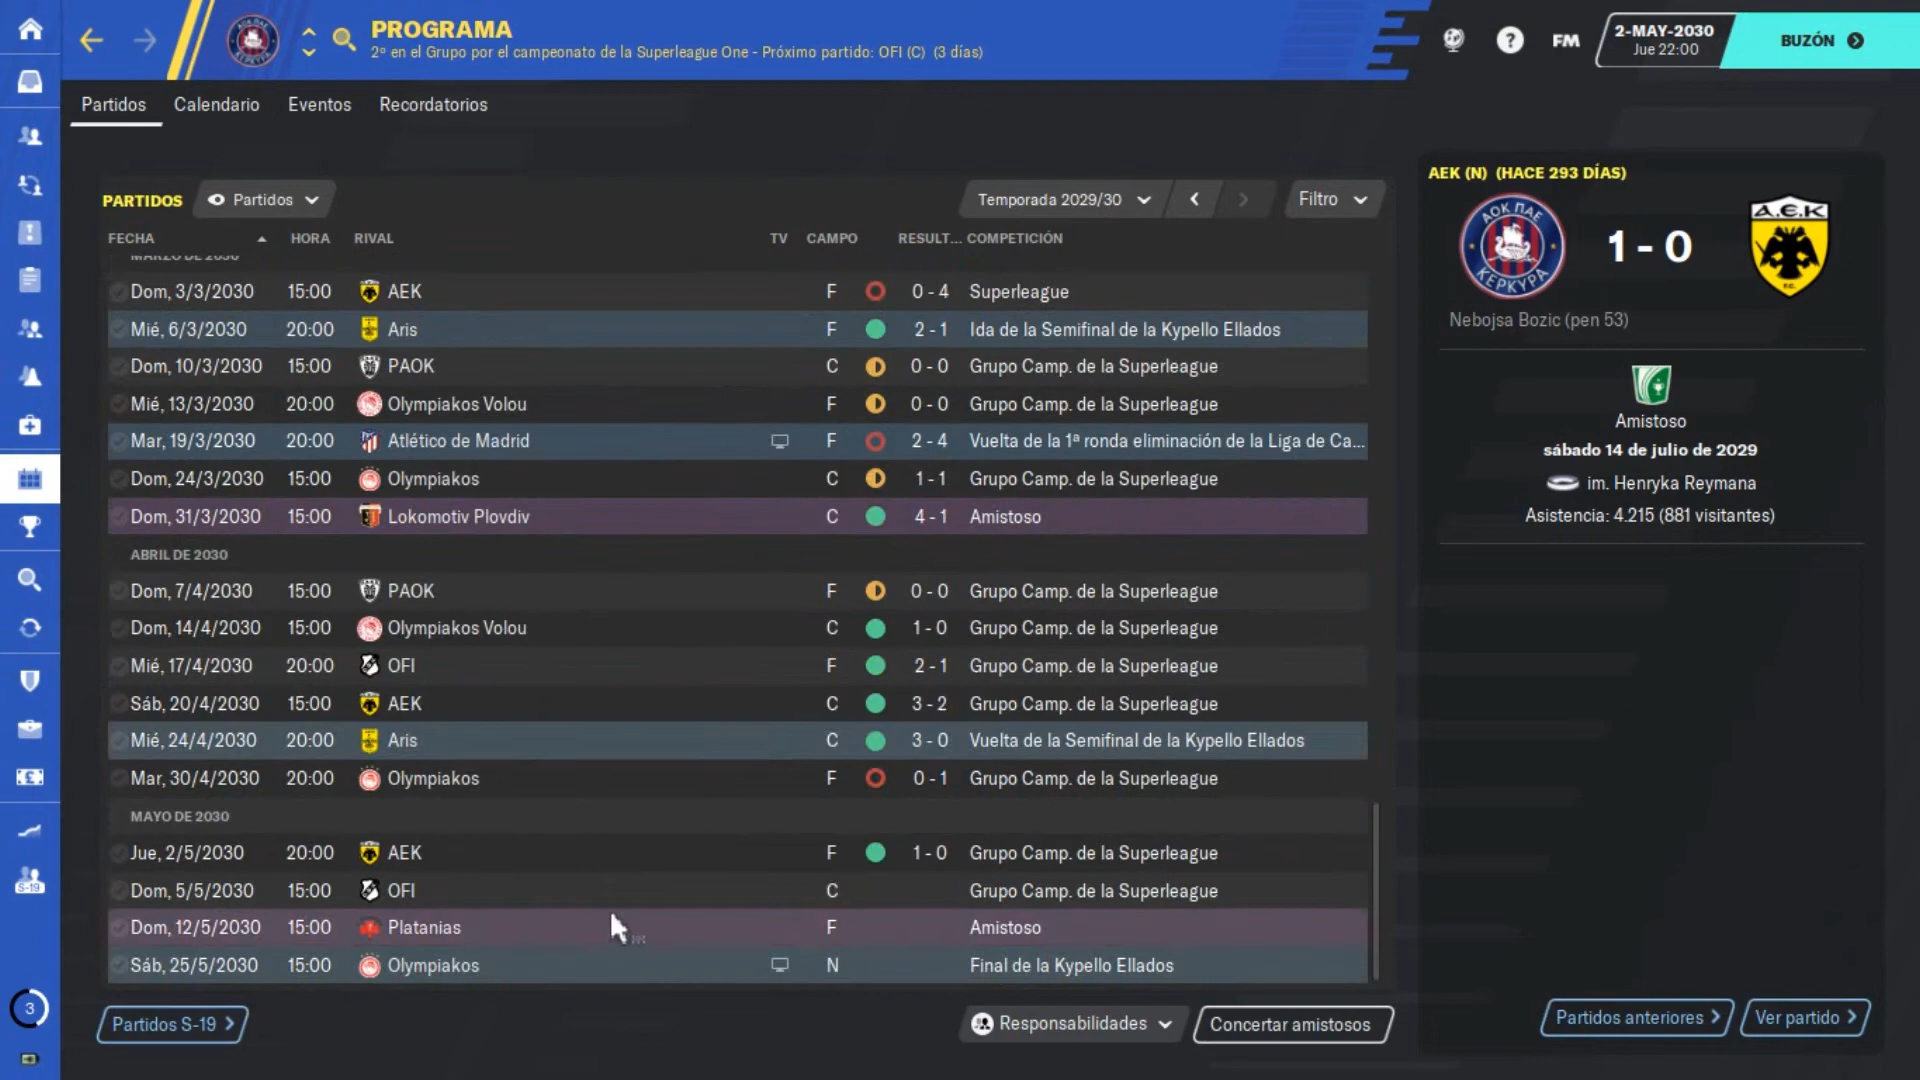 PROGRAMA
2º en el Grupo por el campeonato de la Superleague One - Próximo partido: OFI (C) (3 días)
?
FM
2-MAY-2030
Jue 22:00
BUZÓN
Partidos Calendario Eventos Recordatorios
PARTIDOS Partidos Temporada 2029/30 Filtro
FECHA HORA RIVAL TV CAMPO RESULT... COMPETICIÓN
MARZO DE 2030
Dom, 3/3/2030 15:00 AEK F 0 - 4 Superleague
Mié, 6/3/2030 20:00 Aris F 2 - 1 Ida de la Semifinal de la Kypello Ellados
Dom, 10/3/2030 15:00 PAOK C 0 - 0 Grupo Camp. de la Superleague
Mié, 13/3/2030 20:00 Olympiakos Volou F 0 - 0 Grupo Camp. de la Superleague
Mar, 19/3/2030 20:00 Atlético de Madrid F 2 - 4 Vuelta de la 1ª ronda eliminación de la Liga de Ca...
Dom, 24/3/2030 15:00 Olympiakos C 1 - 1 Grupo Camp. de la Superleague
Dom, 31/3/2030 15:00 Lokomotiv Plovdiv C 4 - 1 Amistoso
ABRIL DE 2030
Dom, 7/4/2030 15:00 PAOK F 0 - 0 Grupo Camp. de la Superleague
Dom, 14/4/2030 15:00 Olympiakos Volou C 1 - 0 Grupo Camp. de la Superleague
Mié, 17/4/2030 20:00 OFI F 2 - 1 Grupo Camp. de la Superleague
Sáb, 20/4/2030 15:00 AEK C 3 - 2 Grupo Camp. de la Superleague
Mié, 24/4/2030 20:00 Aris C 3 - 0 Vuelta de la Semifinal de la Kypello Ellados
Mar, 30/4/2030 20:00 Olympiakos F 0 - 1 Grupo Camp. de la Superleague
MAYO DE 2030
Jue, 2/5/2030 20:00 AEK F 1 - 0 Grupo Camp. de la Superleague
Dom, 5/5/2030 15:00 OFI C Grupo Camp. de la Superleague
Dom, 12/5/2030 15:00 Platanias F Amistoso
Sáb, 25/5/2030 15:00 Olympiakos N Final de la Kypello Ellados
Partidos S-19 Responsabilidades Concertar amistosos
AEK (N) (HACE 293 DÍAS)
ΑΟΚ ΠΑΕ
ΚΕΡΚΥΡΑ
1 - 0
A.E.K
F.C.
Nebojsa Bozic (pen 53)
Amistoso
sábado 14 de julio de 2029
im. Henryka Reymana
Asistencia: 4.215 (881 visitantes)
Partidos anteriores Ver partido
S-19
3